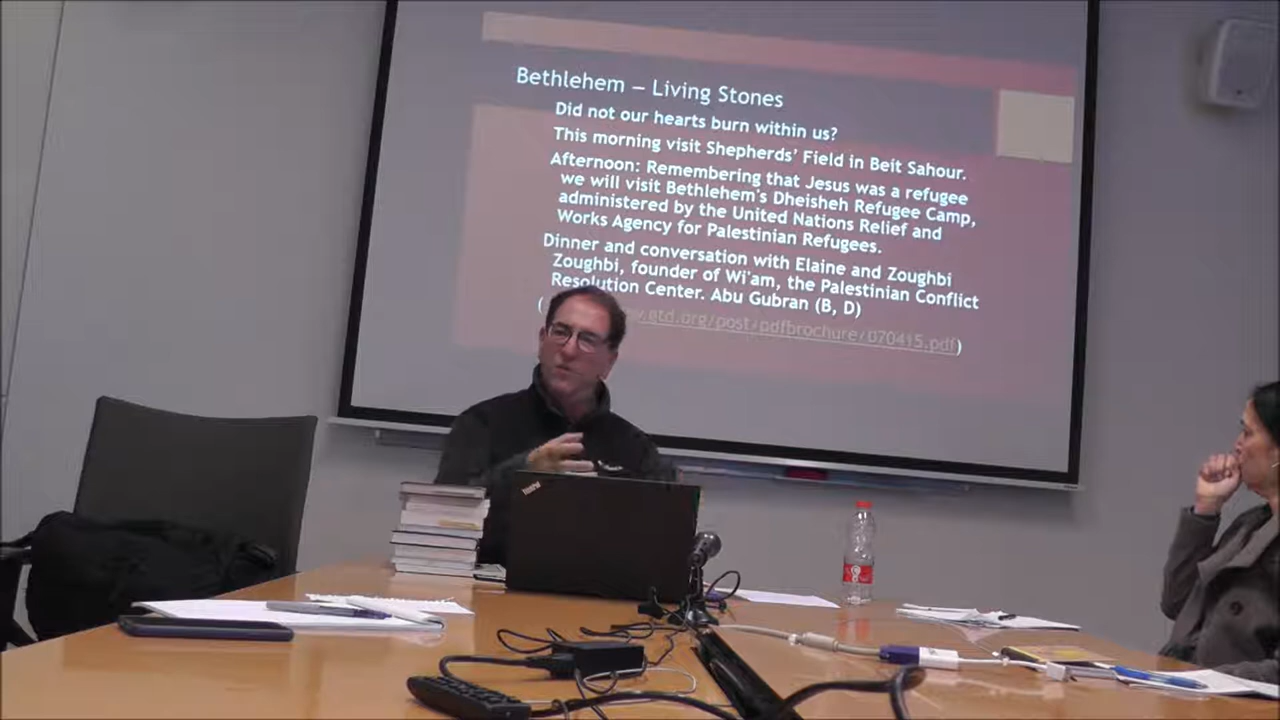 Bethlehem – Living Stones
Did not our hearts burn within us?
This morning visit Shepherds' Field in Beit Sahour.
Afternoon: Remembering that Jesus was a refugee
we will visit Bethlehem's Dheisheh Refugee Camp,
administered by the United Nations Relief and
Works Agency for Palestinian Refugees.
Dinner and conversation with Elaine and Zoughbi
Zoughbi, founder of Wi'am, the Palestinian Conflict
Resolution Center. Abu Gubran (B, D)
(w.etd.org/post/pdfbrochure/070415.pdf)